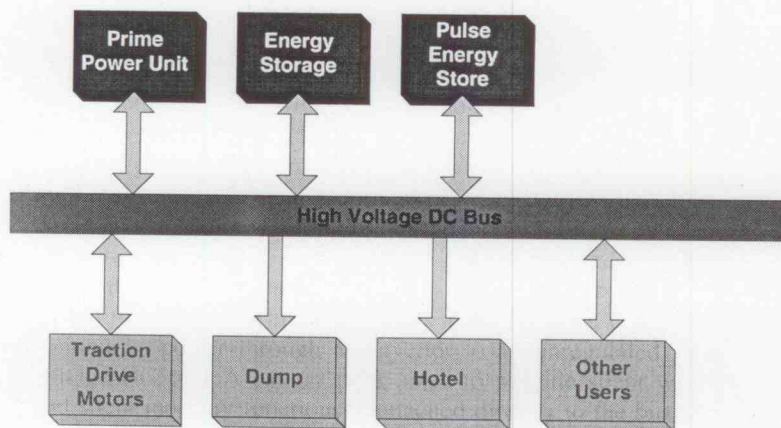 Prime
Power Unit
Energy
Storage
Pulse
Energy
Store
High Voltage DC Bus
Traction
Drive
Motors
Dump
Hotel
Other
Users